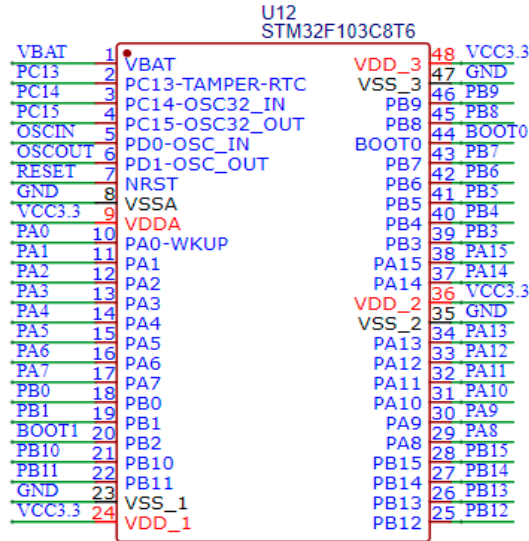 U12
STM32F103C8T6
VBAT 1 VBAT VDD_3 48 VCC3.3
PC13 2 PC13-TAMPER-RTC VSS_3 47 GND
PC14 3 PC14-OSC32_IN PB9 46 PB9
PC15 4 PC15-OSC32_OUT PB8 45 PB8
OSCIN 5 PD0-OSC_IN BOOT0 44 BOOT0
OSCOUT 6 PD1-OSC_OUT PB7 43 PB7
RESET 7 NRST PB6 42 PB6
GND 8 VSSA PB5 41 PB5
VCC3.3 9 VDDA PB4 40 PB4
PA0 10 PA0-WKUP PB3 39 PB3
PA1 11 PA1 PA15 38 PA15
PA2 12 PA2 PA14 37 PA14
PA3 13 PA3 VDD_2 36 VCC3.3
PA4 14 PA4 VSS_2 35 GND
PA5 15 PA5 PA13 34 PA13
PA6 16 PA6 PA12 33 PA12
PA7 17 PA7 PA11 32 PA11
PB0 18 PB0 PA10 31 PA10
PB1 19 PB1 PA9 30 PA9
BOOT1 20 PB2 PA8 29 PA8
PB10 21 PB10 PB15 28 PB15
PB11 22 PB11 PB14 27 PB14
GND 23 VSS_1 PB13 26 PB13
VCC3.3 24 VDD_1 PB12 25 PB12